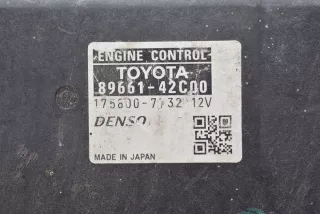 ENGINE CONTROL
TOYOTA
89661-42C00
175800-7732 12V
DENSO
MADE IN JAPAN